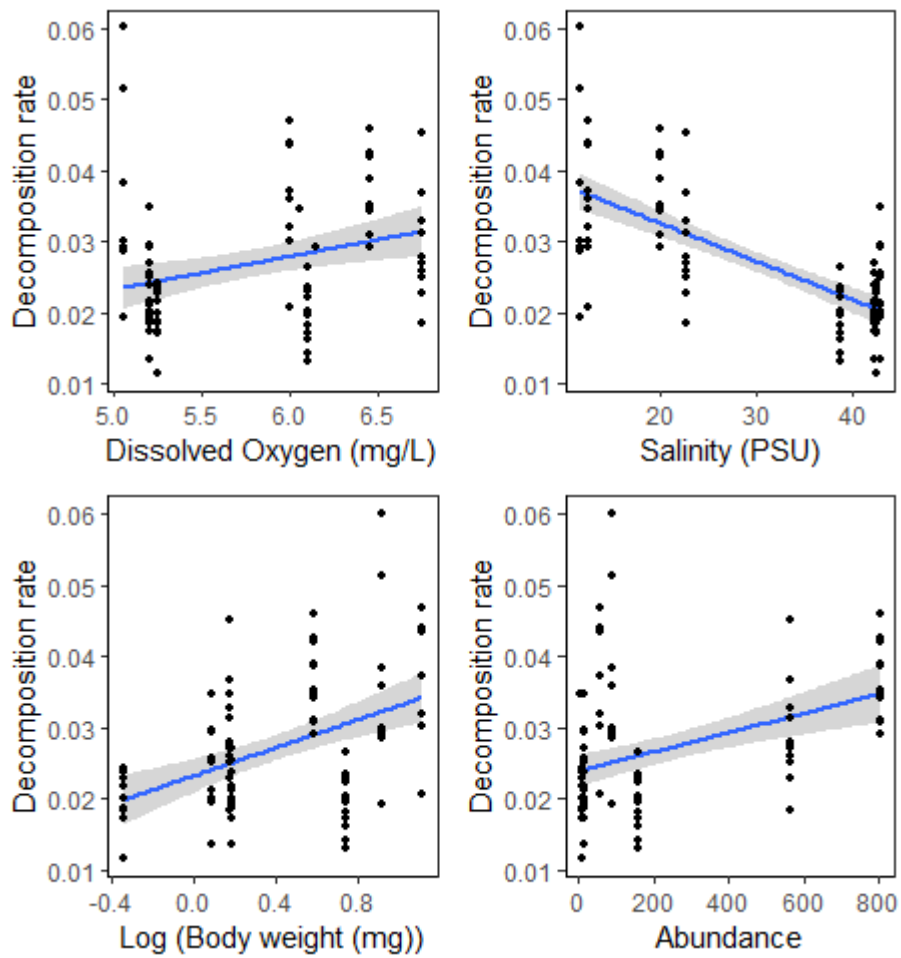 Decomposition rate
0.06
0.05
0.04
0.03
0.02
0.01
5.0 5.5 6.0 6.5
Dissolved Oxygen (mg/L)
Decomposition rate
0.06
0.05
0.04
0.03
0.02
0.01
20 30 40
Salinity (PSU)
Decomposition rate
0.06
0.05
0.04
0.03
0.02
0.01
-0.4 0.0 0.4 0.8
Log (Body weight (mg))
Decomposition rate
0.06
0.05
0.04
0.03
0.02
0.01
0 200 400 600 800
Abundance